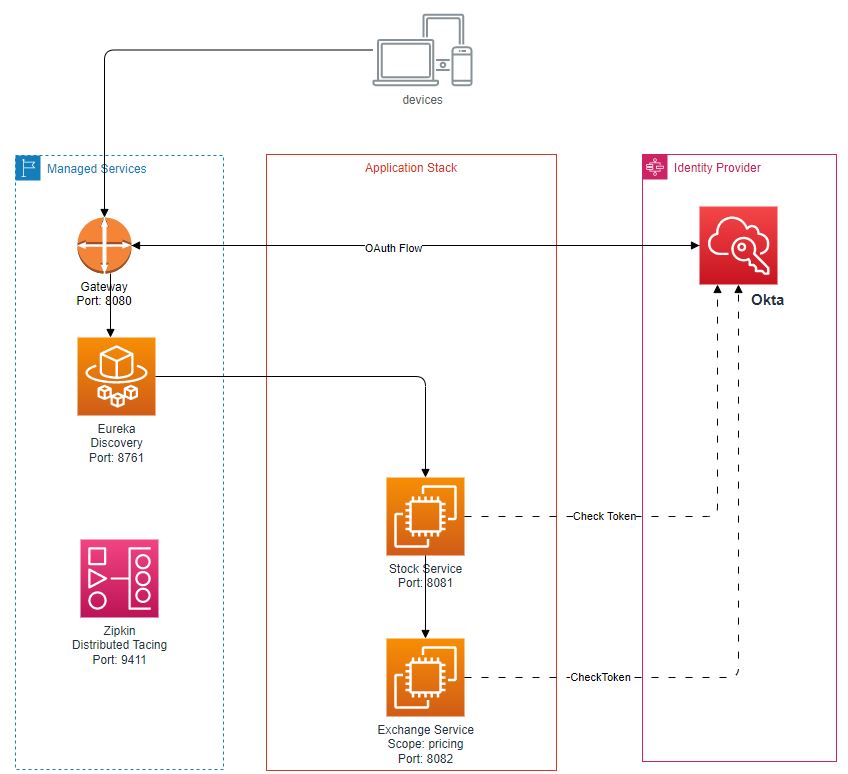 devices
Managed Services
Application Stack
Identity Provider
OAuth Flow
Gateway
Port: 8080
Okta
Eureka
Discovery
Port: 8761
Check Token
Stock Service
Port: 8081
Zipkin
Distributed Tacing
Port: 9411
CheckToken
Exchange Service
Scope: pricing
Port: 8082